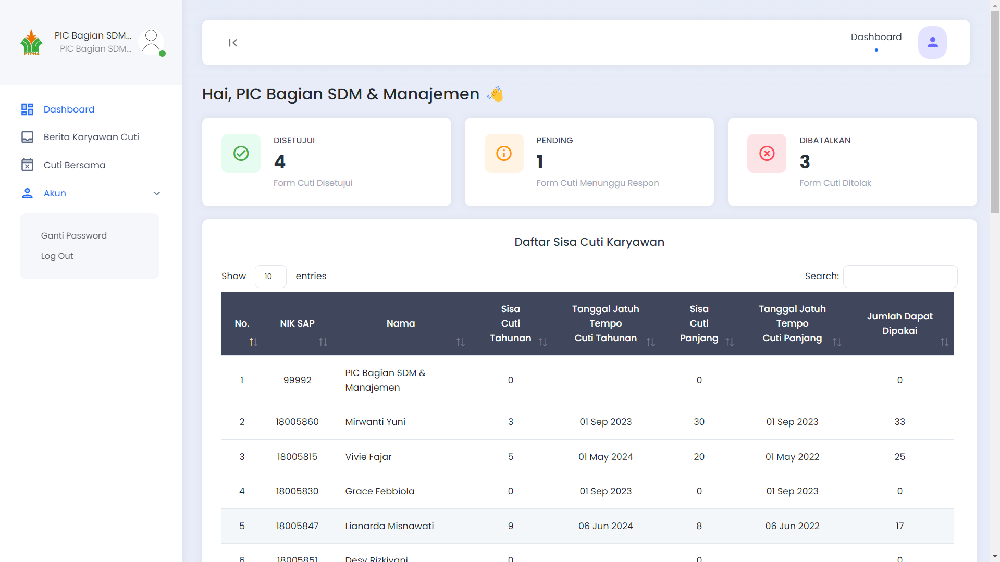 PTPN4
PIC Bagian SDM...
PIC Bagian SDM...
Dashboard
Berita Karyawan Cuti
Cuti Bersama
Akun
Ganti Password
Log Out
Dashboard
Hai, PIC Bagian SDM & Manajemen 👋
DISETUJUI
4
Form Cuti Disetujui
PENDING
1
Form Cuti Menunggu Respon
DIBATALKAN
3
Form Cuti Ditolak
Daftar Sisa Cuti Karyawan
Show 10 entries
Search:
No. NIK SAP Nama Sisa Cuti Tahunan Tanggal Jatuh Tempo Cuti Tahunan Sisa Cuti Panjang Tanggal Jatuh Tempo Cuti Panjang Jumlah Dapat Dipakai
1 99992 PIC Bagian SDM & Manajemen 0 0 0
2 18005860 Mirwanti Yuni 3 01 Sep 2023 30 01 Sep 2023 33
3 18005815 Vivie Fajar 5 01 May 2024 20 01 May 2022 25
4 18005830 Grace Febbiola 0 01 Sep 2023 0 01 Sep 2023 0
5 18005847 Lianarda Misnawati 9 06 Jun 2024 8 06 Jun 2022 17
6 18005851 Desy Rizkiyani 0 0 0